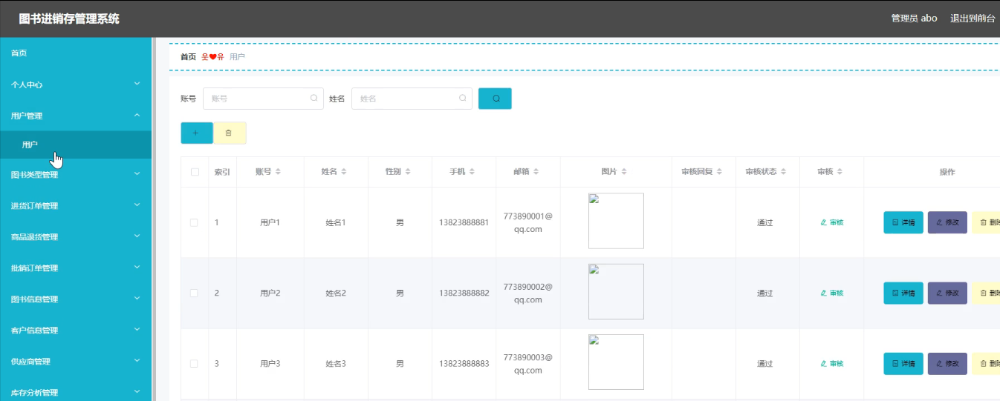 图书进销存管理系统
管理员 abo 退出到前台
首页
个人中心
用户管理
用户
图书类型管理
进货订单管理
商品退货管理
批销订单管理
图书信息管理
客户信息管理
供应商管理
库存分析管理
首页 웃❤유 用户
账号 账号 姓名 姓名
索引 账号 姓名 性别 手机 邮箱 图片 审核回复 审核状态 审核 操作
1 用户1 姓名1 男 13823888881 773890001@qq.com 通过 审核 详情 修改 删除
2 用户2 姓名2 男 13823888882 773890002@qq.com 通过 审核 详情 修改 删除
3 用户3 姓名3 男 13823888883 773890003@qq.com 通过 审核 详情 修改 删除